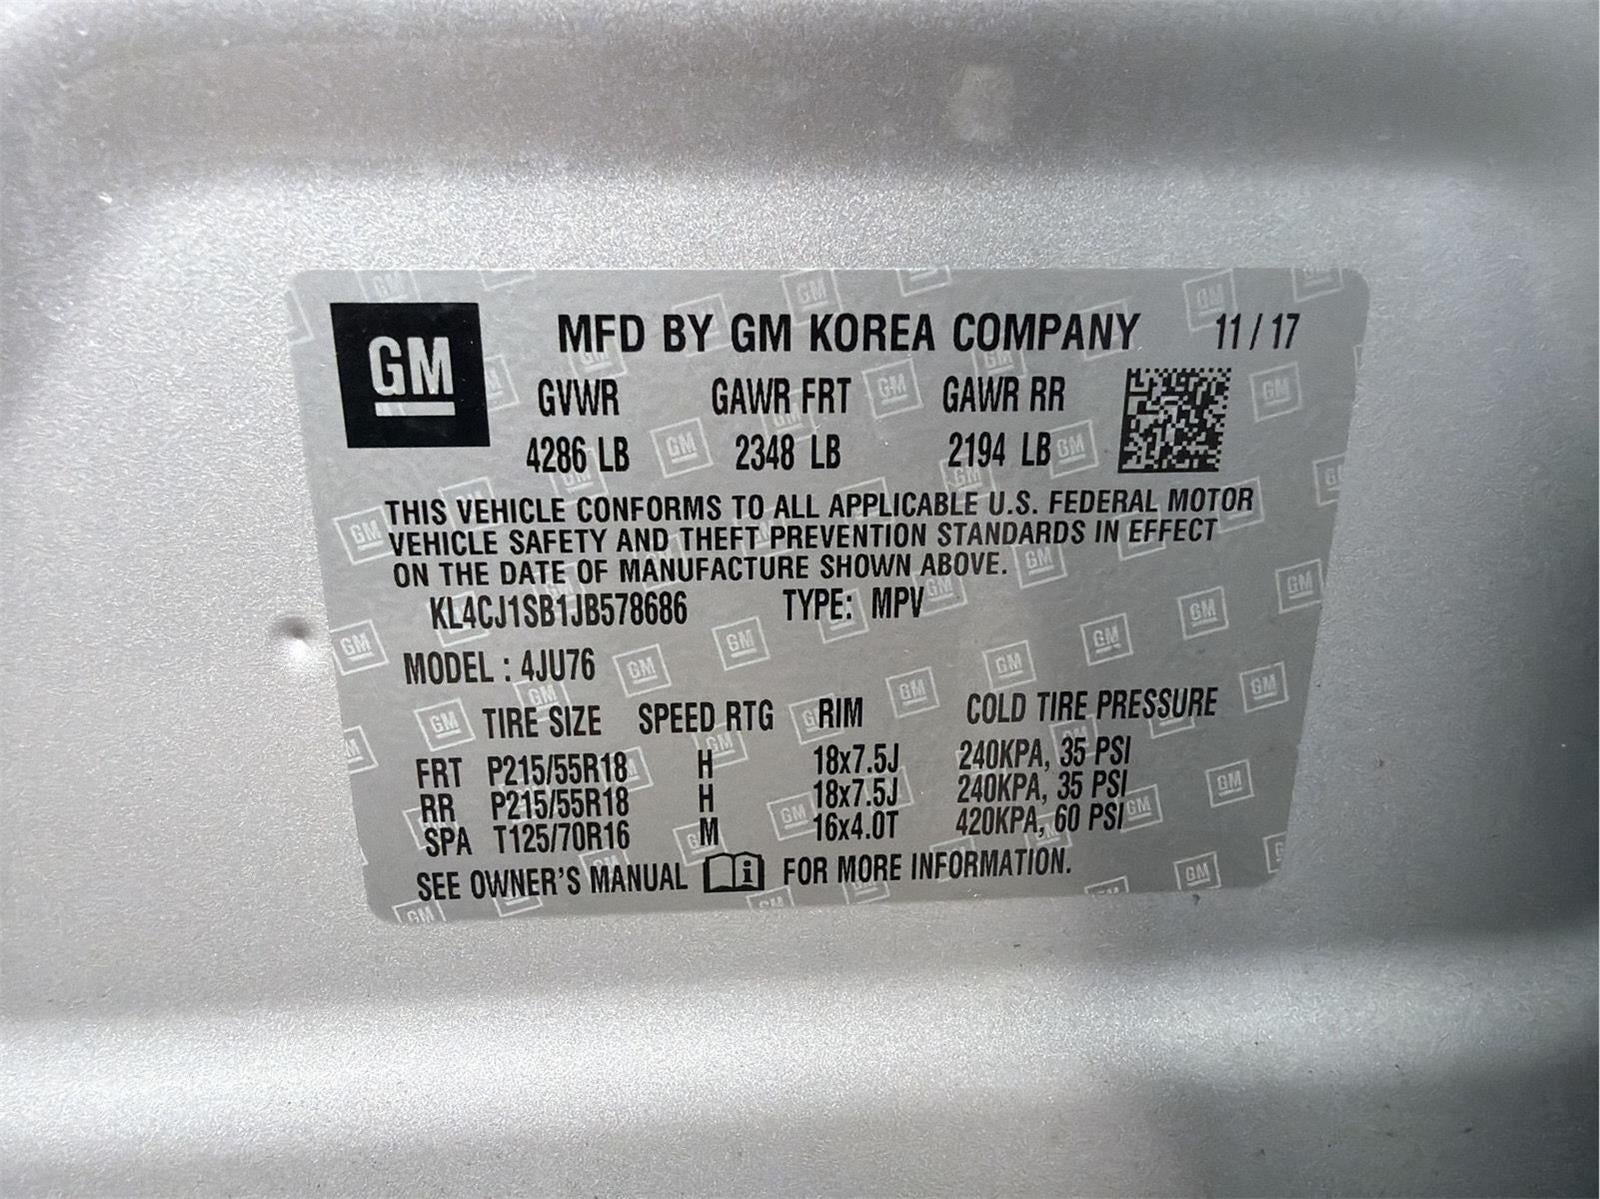 GM
MFD BY GM KOREA COMPANY 11 / 17
GVWR GAWR FRT GAWR RR
4286 LB 2348 LB 2194 LB
THIS VEHICLE CONFORMS TO ALL APPLICABLE U.S. FEDERAL MOTOR
VEHICLE SAFETY AND THEFT PREVENTION STANDARDS IN EFFECT
ON THE DATE OF MANUFACTURE SHOWN ABOVE.
KL4CJ1SB1JB578686 TYPE: MPV
MODEL : 4JU76
TIRE SIZE SPEED RTG RIM COLD TIRE PRESSURE
FRT P215/55R18 H 18x7.5J 240KPA, 35 PSI
RR P215/55R18 H 18x7.5J 240KPA, 35 PSI
SPA T125/70R16 M 16x4.0T 420KPA, 60 PSI
SEE OWNER'S MANUAL i FOR MORE INFORMATION.